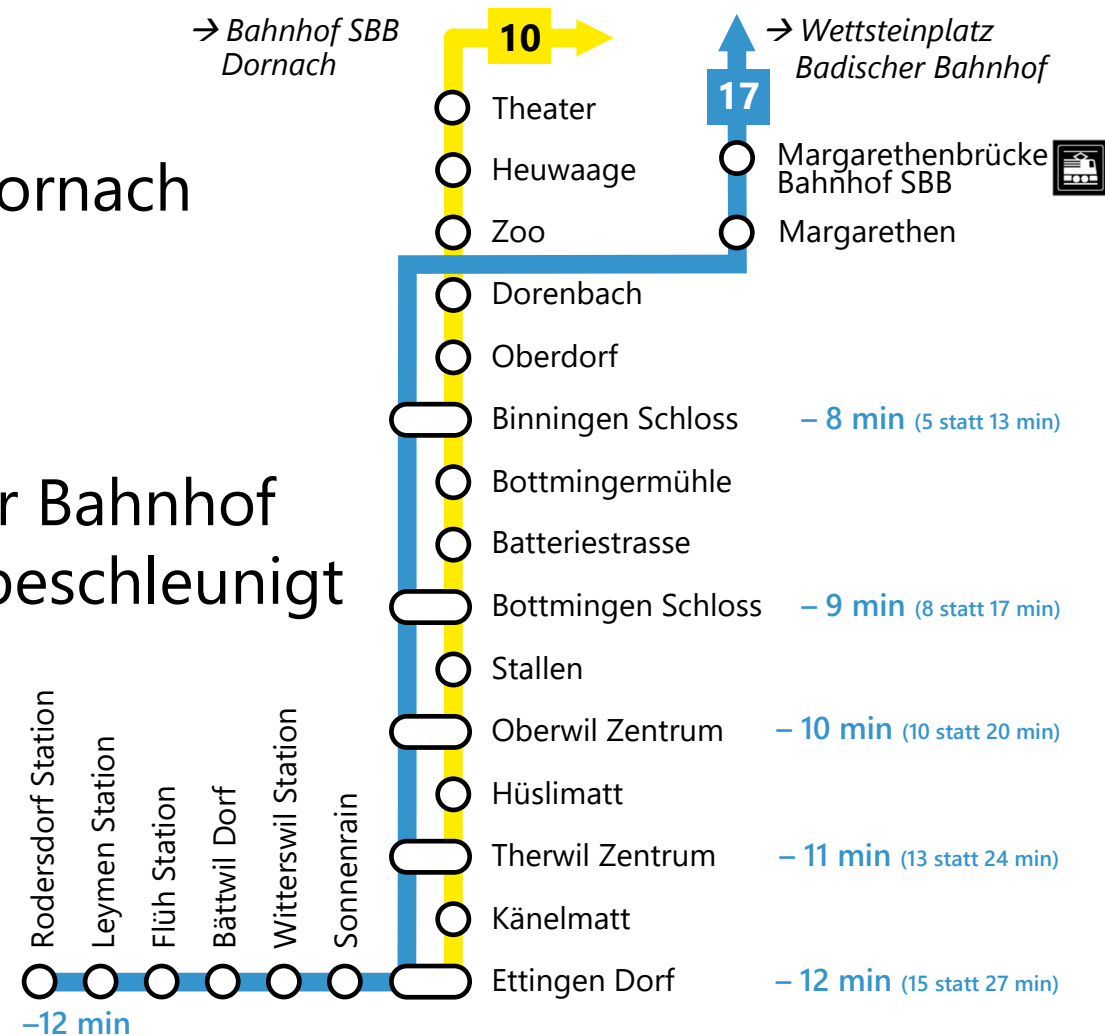 → Bahnhof SBB
Dornach
10
→ Wettsteinplatz
Badischer Bahnhof
17
Theater
Heuwaage
Zoo
Margarethenbrücke
Bahnhof SBB
Margarethen
ornach
Dorenbach
Oberdorf
Binningen Schloss – 8 min (5 statt 13 min)
Bottmingermühle
r Bahnhof
Batteriestrasse
beschleunigt
Bottmingen Schloss – 9 min (8 statt 17 min)
Stallen
Oberwil Zentrum – 10 min (10 statt 20 min)
Hüslimatt
Therwil Zentrum – 11 min (13 statt 24 min)
Känelmatt
Ettingen Dorf – 12 min (15 statt 27 min)
Rodersdorf Station
Leymen Station
Flüh Station
Bättwil Dorf
Witterswil Station
Sonnenrain
–12 min